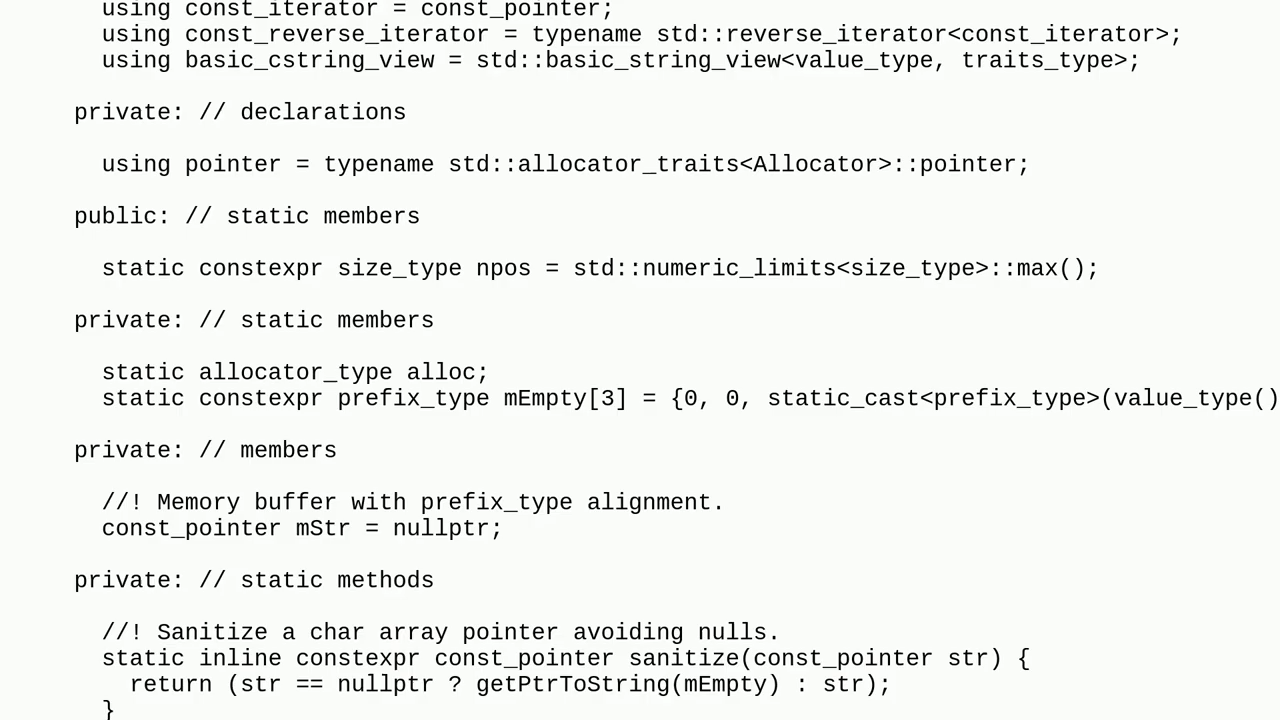 using const_iterator = const_pointer;
using const_reverse_iterator = typename std::reverse_iterator<const_iterator>;
using basic_cstring_view = std::basic_string_view<value_type, traits_type>;
private: // declarations
using pointer = typename std::allocator_traits<Allocator>::pointer;
public: // static members
static constexpr size_type npos = std::numeric_limits<size_type>::max();
private: // static members
static allocator_type alloc;
static constexpr prefix_type mEmpty[3] = {0, 0, static_cast<prefix_type>(value_type()
private: // members
//! Memory buffer with prefix_type alignment.
const_pointer mStr = nullptr;
private: // static methods
//! Sanitize a char array pointer avoiding nulls.
static inline constexpr const_pointer sanitize(const_pointer str) {
return (str == nullptr ? getPtrToString(mEmpty) : str);
}